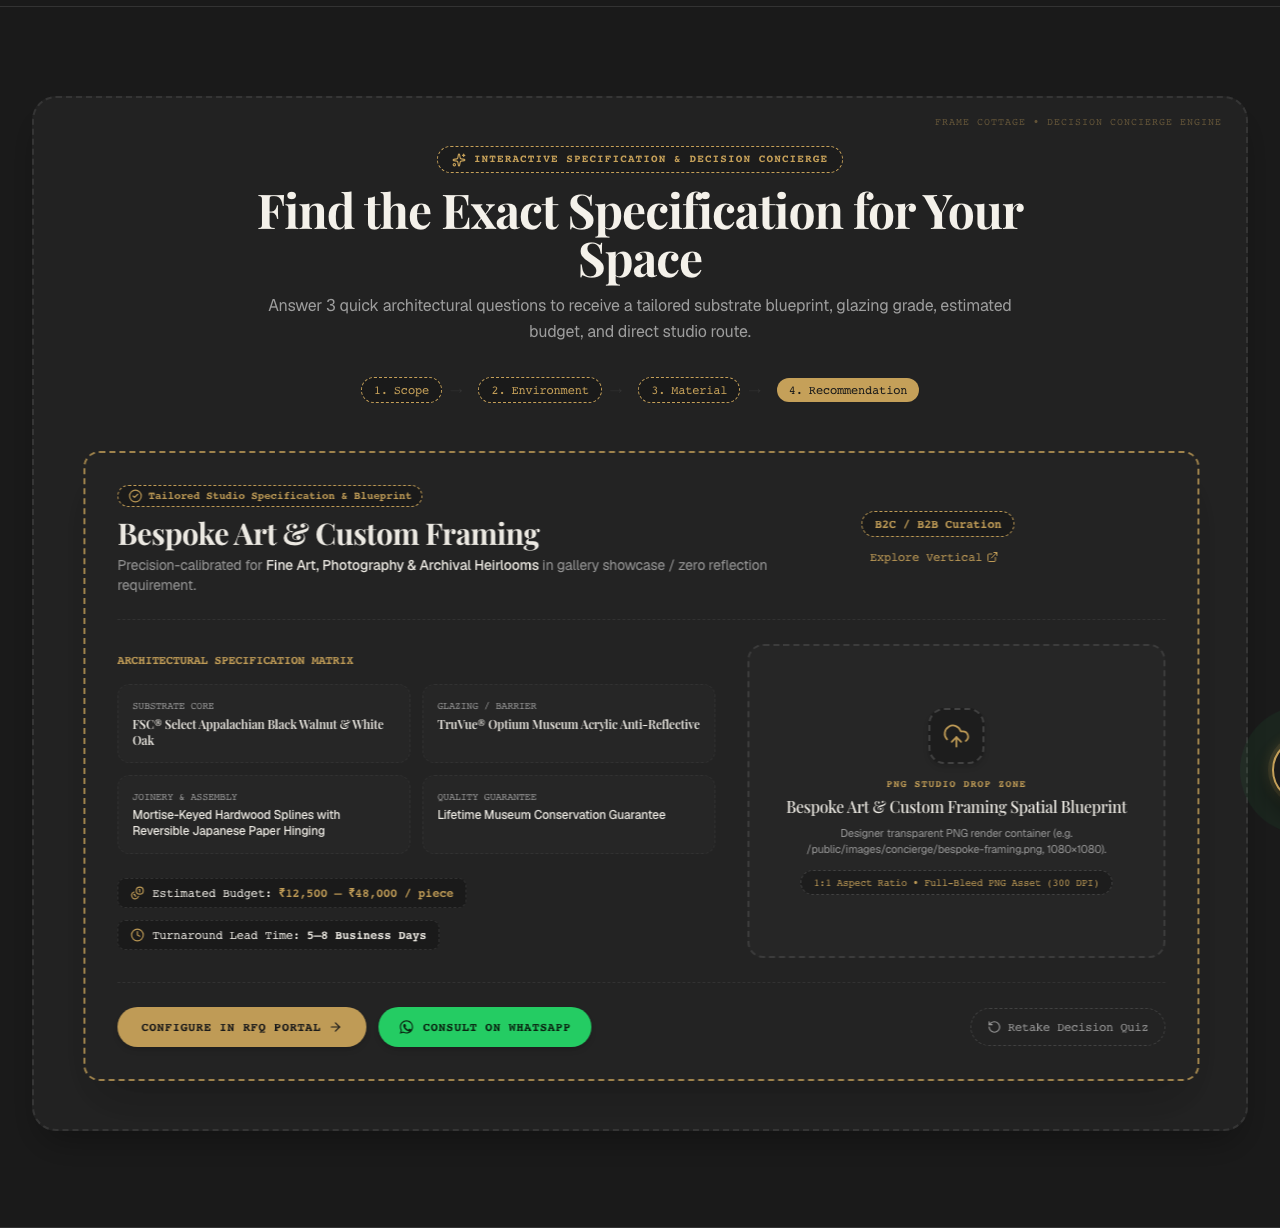 FRAME COTTAGE • DECISION CONCIERGE ENGINE
INTERACTIVE SPECIFICATION & DECISION CONCIERGE
Find the Exact Specification for Your
Space
Answer 3 quick architectural questions to receive a tailored substrate blueprint, glazing grade, estimated
budget, and direct studio route.
1. Scope → 2. Environment → 3. Material → 4. Recommendation
Tailored Studio Specification & Blueprint
Bespoke Art & Custom Framing
Precision-calibrated for Fine Art, Photography & Archival Heirlooms in gallery showcase / zero reflection
requirement.
B2C / B2B Curation
Explore Vertical
ARCHITECTURAL SPECIFICATION MATRIX
SUBSTRATE CORE
FSC® Select Appalachian Black Walnut & White
Oak
GLAZING / BARRIER
TruVue® Optium Museum Acrylic Anti-Reflective
JOINERY & ASSEMBLY
Mortise-Keyed Hardwood Splines with
Reversible Japanese Paper Hinging
QUALITY GUARANTEE
Lifetime Museum Conservation Guarantee
Estimated Budget: ₹12,500 – ₹48,000 / piece
Turnaround Lead Time: 5–8 Business Days
PNG STUDIO DROP ZONE
Bespoke Art & Custom Framing Spatial Blueprint
Designer transparent PNG render container (e.g.
/public/images/concierge/bespoke-framing.png, 1080×1080).
1:1 Aspect Ratio • Full-Bleed PNG Asset (300 DPI)
CONFIGURE IN RFQ PORTAL →
CONSULT ON WHATSAPP
Retake Decision Quiz